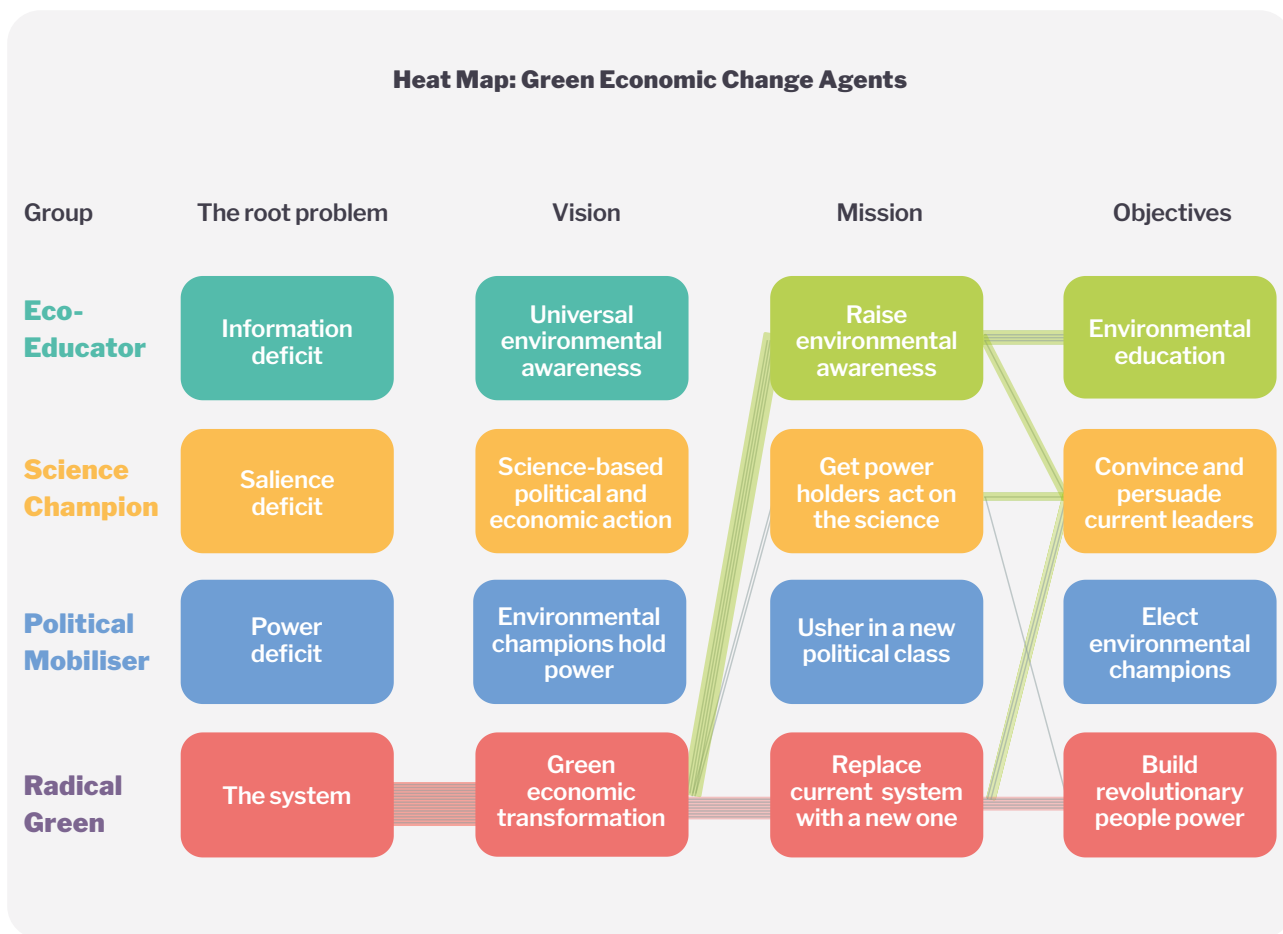 Heat Map: Green Economic Change Agents
Group
The root problem
Vision
Mission
Objectives
Eco-
Educator
Information
deficit
Universal
environmental
awareness
Raise
environmental
awareness
Environmental
education
Science
Champion
Salience
deficit
Science-based
political and
economic action
Get power
holders act on
the science
Convince and
persuade
current leaders
Political
Mobiliser
Power
deficit
Environmental
champions hold
power
Usher in a new
political class
Elect
environmental
champions
Radical
Green
The system
Green
economic
transformation
Replace
current system
with a new one
Build
revolutionary
people power